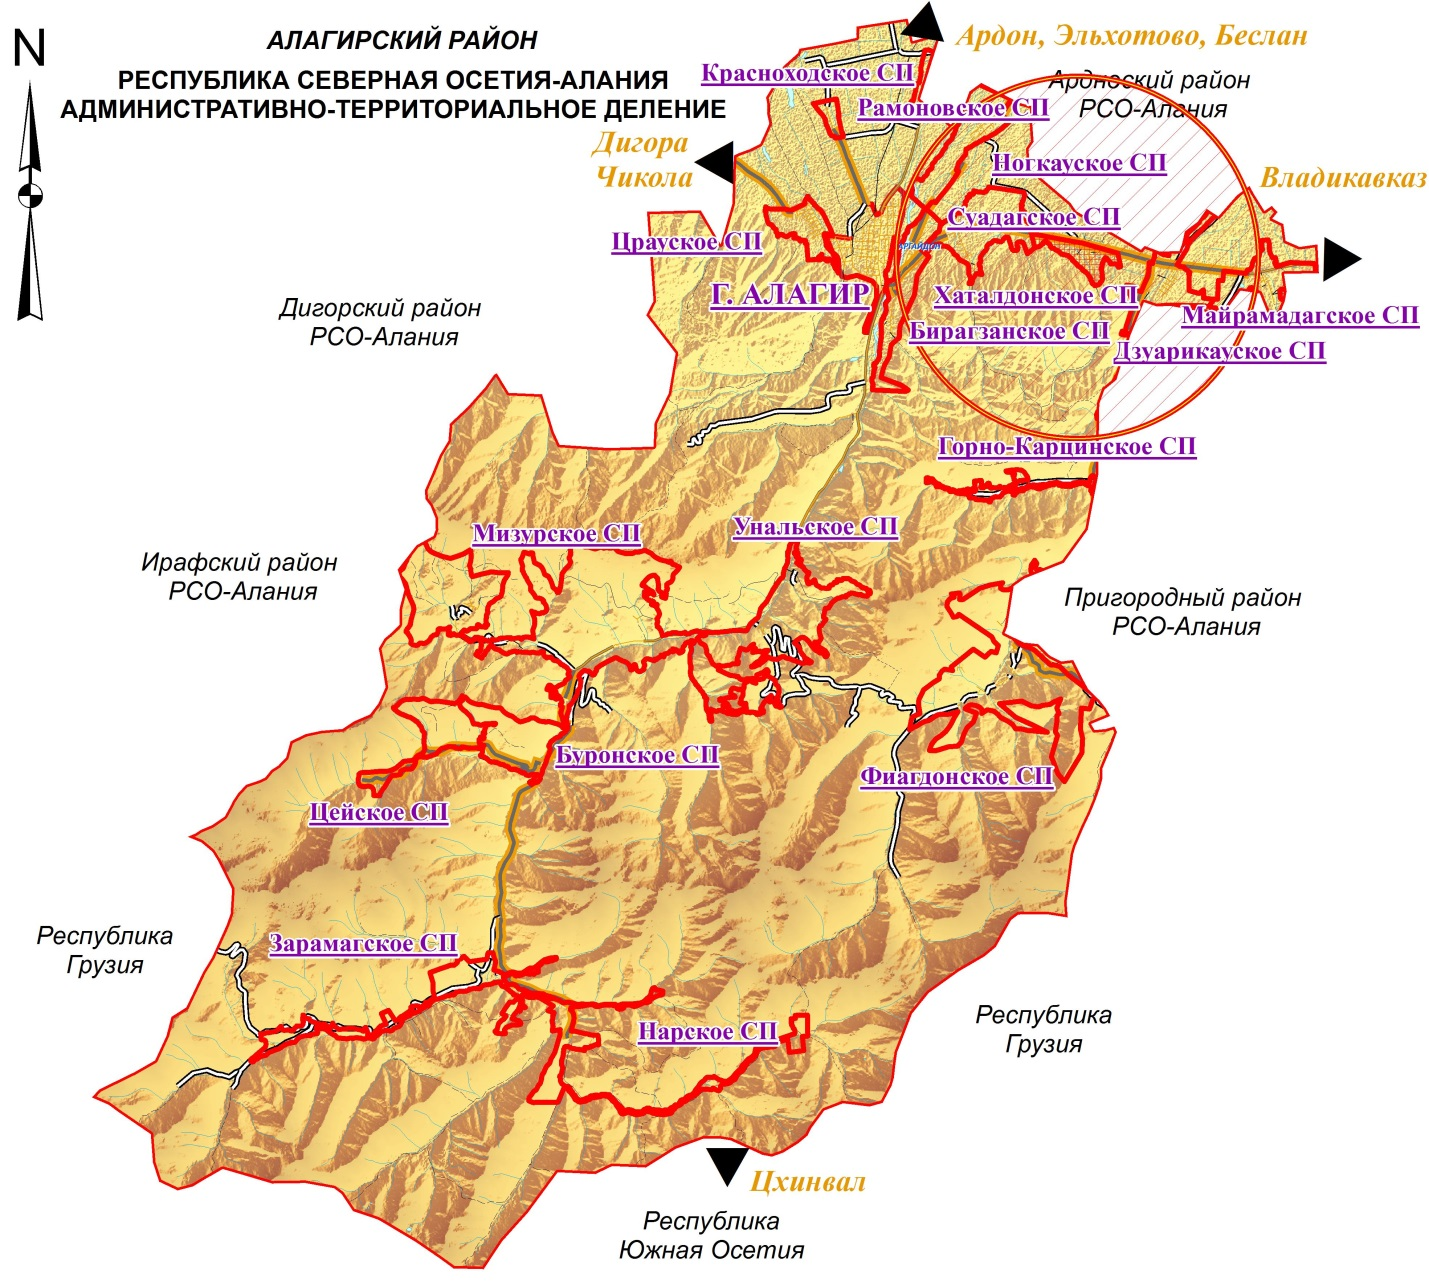 N
АЛАГИРСКИЙ РАЙОН
РЕСПУБЛИКА СЕВЕРНАЯ ОСЕТИЯ-АЛАНИЯ
АДМИНИСТРАТИВНО-ТЕРРИТОРИАЛЬНОЕ ДЕЛЕНИЕ
Ардон, Эльхотово, Беслан
Красноходское СП
Ардноский район
РСО-Алания
Рамоновское СП
Дигора
Чикола
Ногкауское СП
Владикавказ
Суадагское СП
Црауское СП
АРГАЙДОН
Г. АЛАГИР
Хаталдонское СП
Майрамадагское СП
Бирагзанское СП
Дзуарикауское СП
Дигорский район
РСО-Алания
Горно-Карцинское СП
Мизурское СП
Унальское СП
Ирафский район
РСО-Алания
Пригородный район
РСО-Алания
Буронское СП
Фиагдонское СП
Цейское СП
Республика
Грузия
Зарамагское СП
Нарское СП
Республика
Грузия
Цхинвал
Республика
Южная Осетия